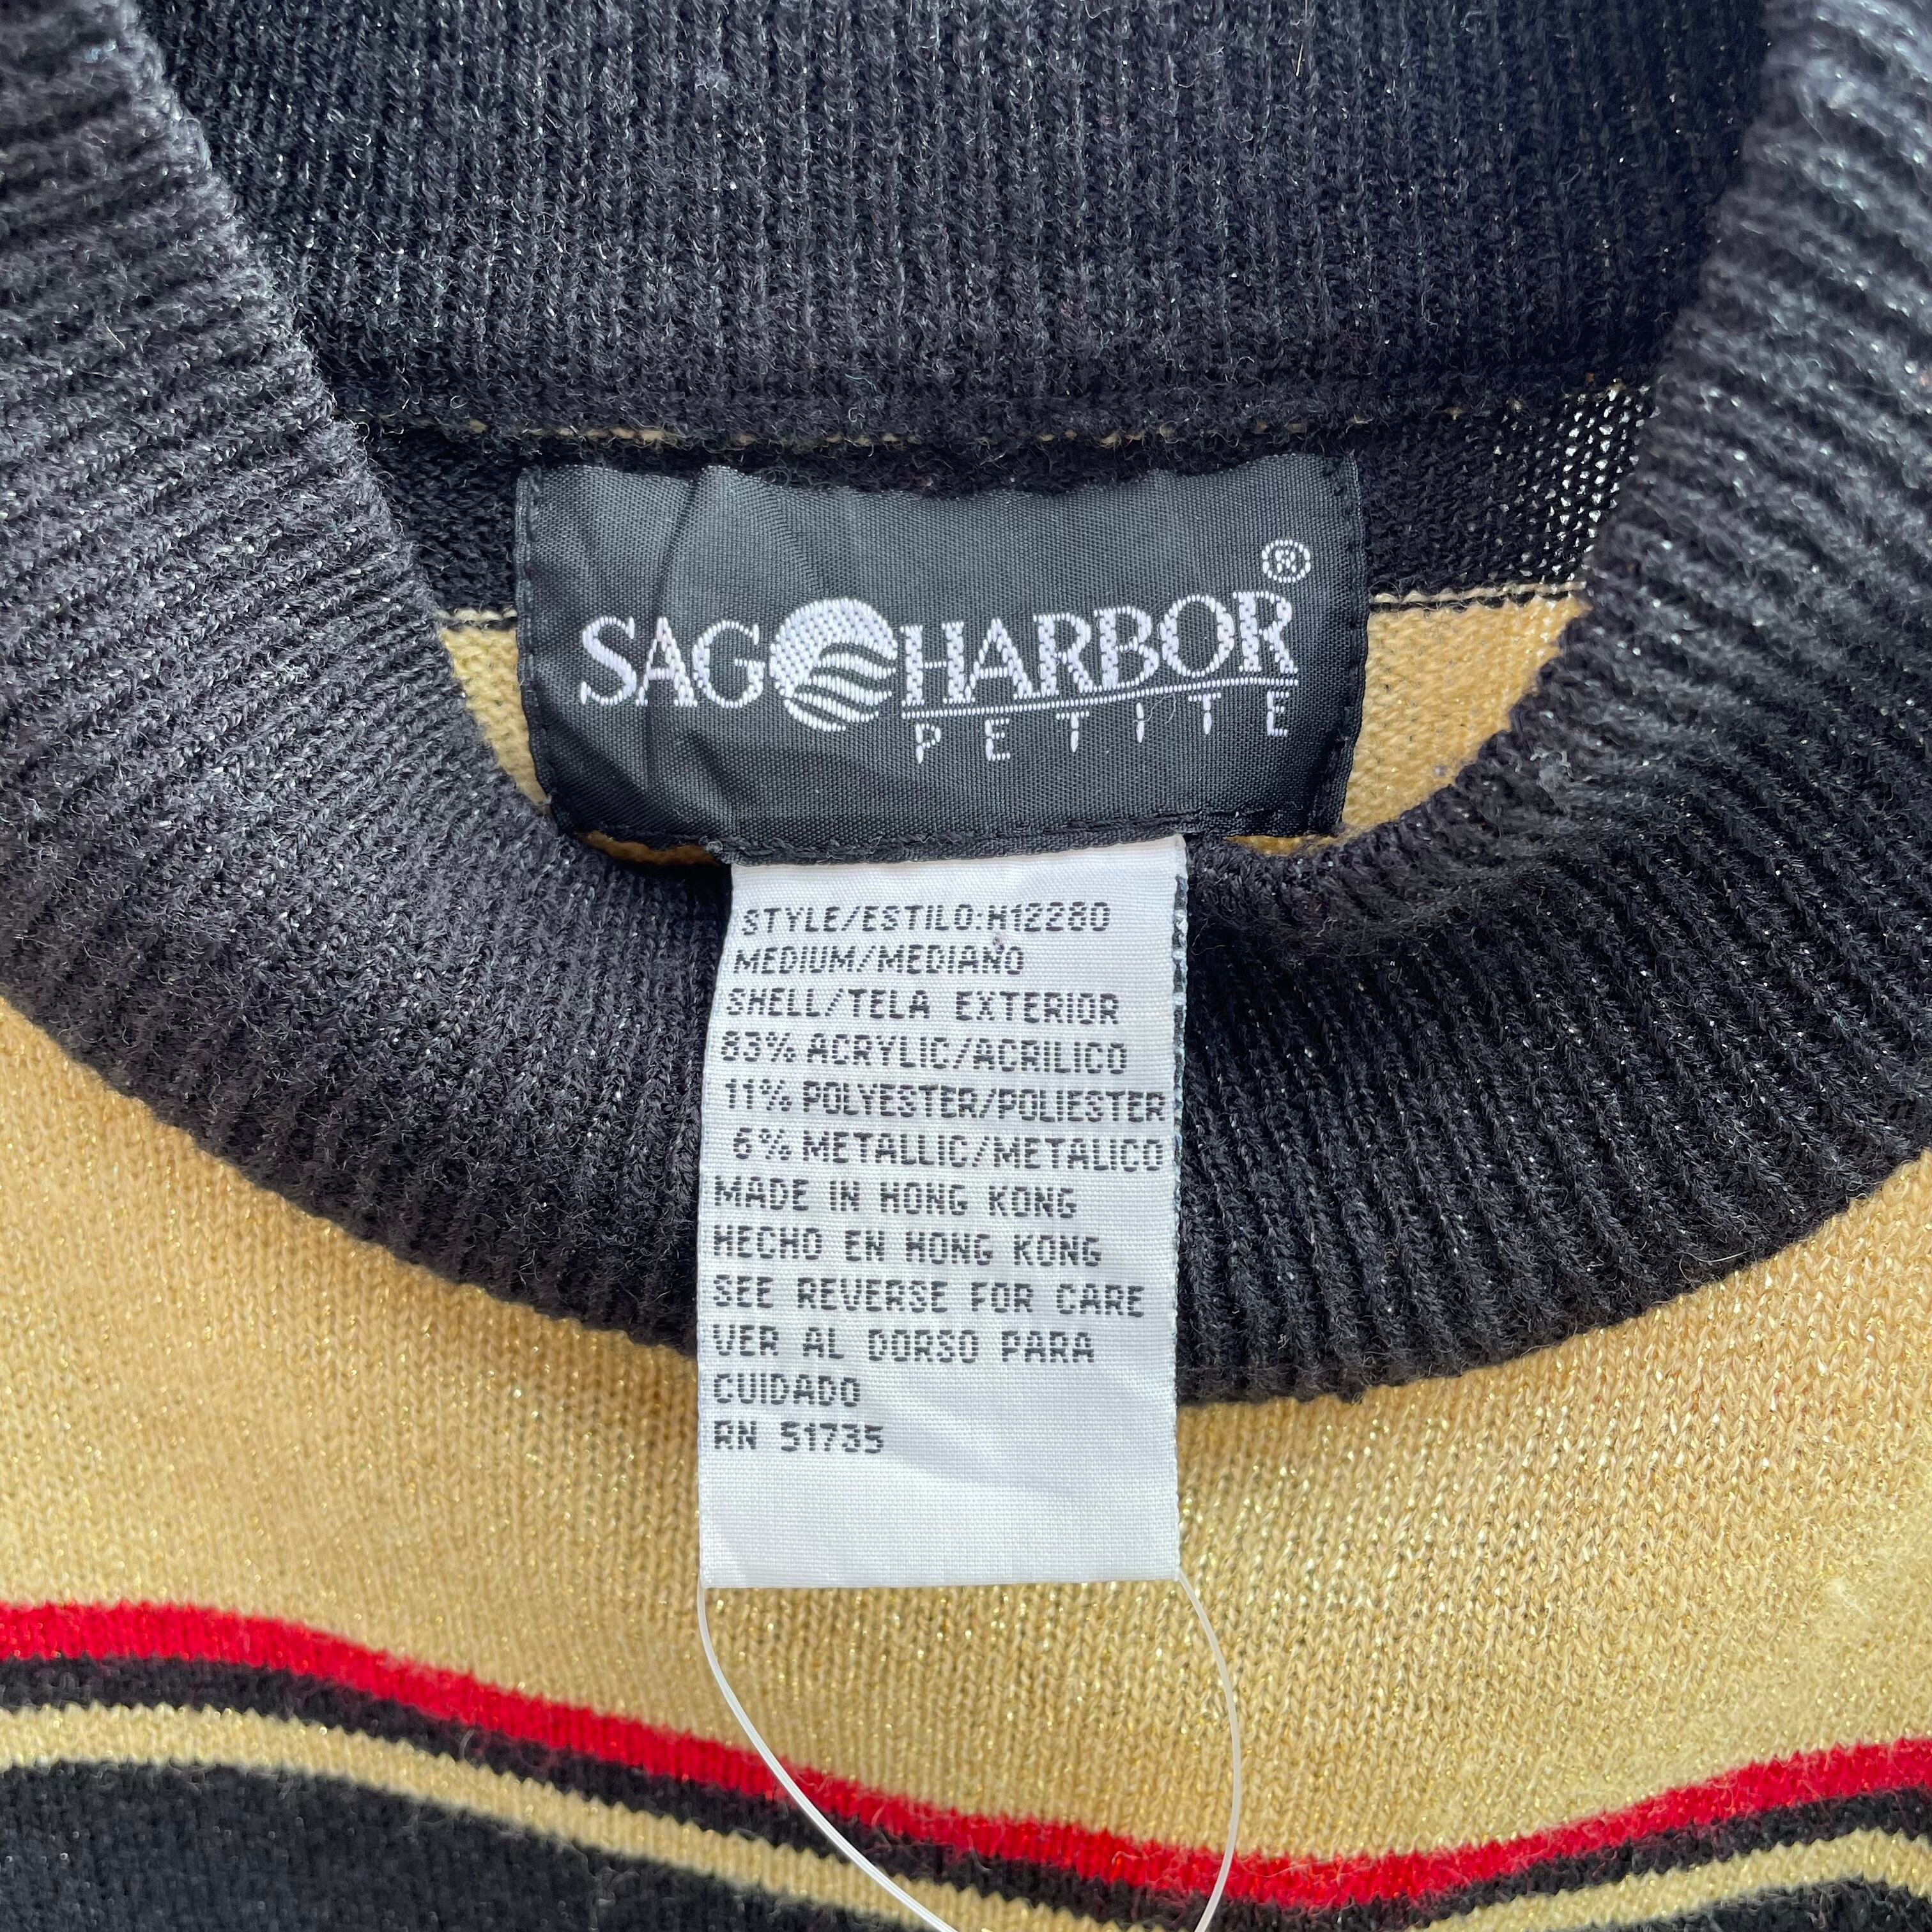 SAG HARBOR®
PETITE
STYLE/ESTILO:H12280
MEDIUM/MEDIANO
SHELL/TELA EXTERIOR
83% ACRYLIC/ACRILICO
11% POLYESTER/POLIESTER
6% METALLIC/METALICO
MADE IN HONG KONG
HECHO EN HONG KONG
SEE REVERSE FOR CARE
VER AL DORSO PARA
CUIDADO
RN 51735